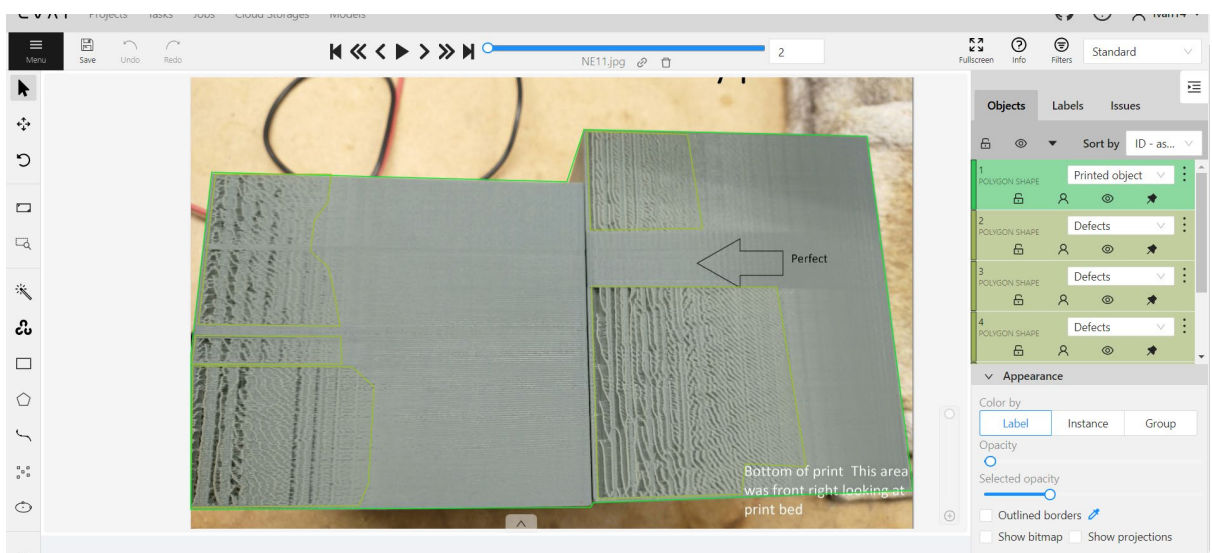 Projects Tasks Jobs Cloud Storages Models
Menu Save Undo Redo NE11.jpg 2 Fullscreen Info Filters Standard
Objects Labels Issues
Sort by ID - as...
1 Printed object
POLYGON SHAPE
2 Defects
POLYGON SHAPE
3 Defects
POLYGON SHAPE
4 Defects
POLYGON SHAPE
Perfect
Bottom of print This area
was front right looking at
print bed
Appearance
Color by
Label Instance Group
Opacity
Selected opacity
Outlined borders
Show bitmap Show projections